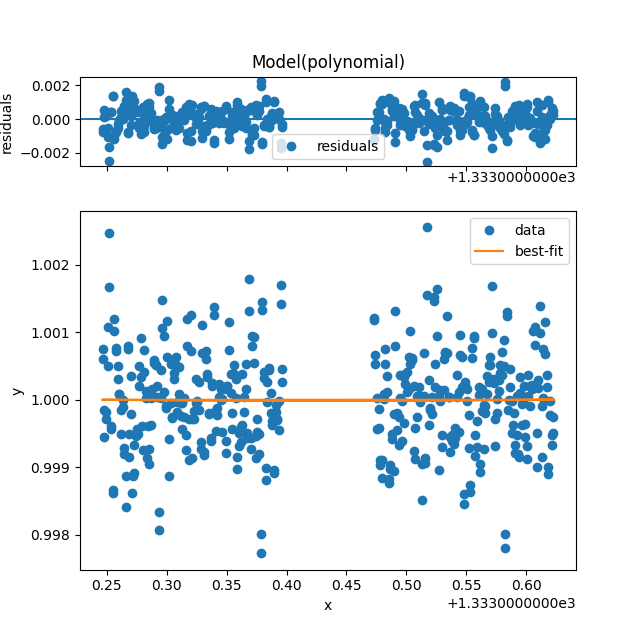 Model(polynomial)
residuals
0.002
0.000
−0.002
residuals
+1.3330000000e3
y
1.002
1.001
1.000
0.999
0.998
data
best-fit
0.25 0.30 0.35 0.40 0.45 0.50 0.55 0.60
x
+1.3330000000e3